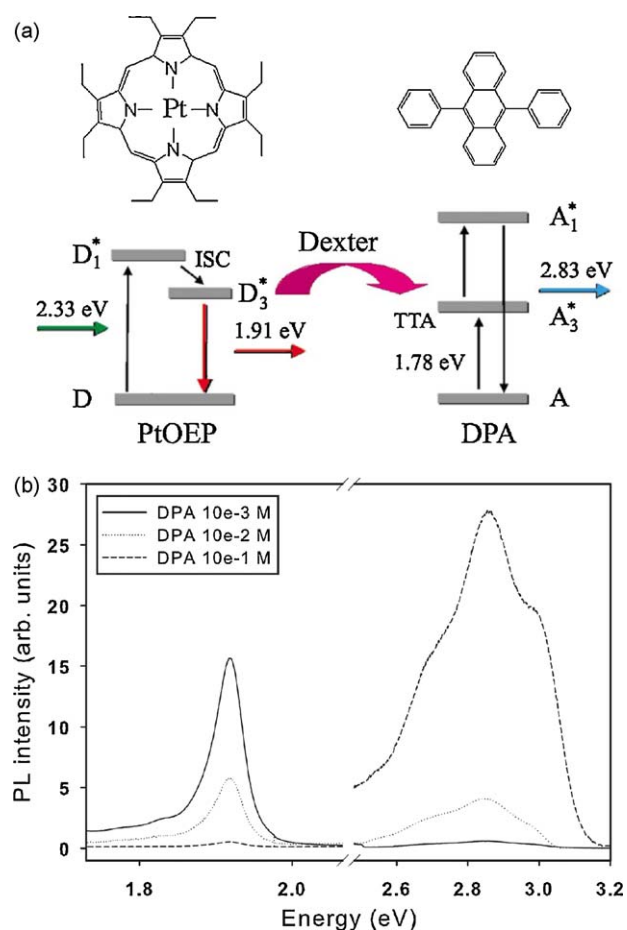 (a)
N
N Pt N
N
D₁*
ISC
Dexter
A₁*
2.33 eV
D₃*
2.83 eV
TTA
A₃*
1.91 eV
1.78 eV
D
A
PtOEP
DPA
(b)
30
25
20
15
10
5
0
PL intensity (arb. units)
DPA 10e-3 M
DPA 10e-2 M
DPA 10e-1 M
1.8 2.0 2.6 2.8 3.0 3.2
Energy (eV)